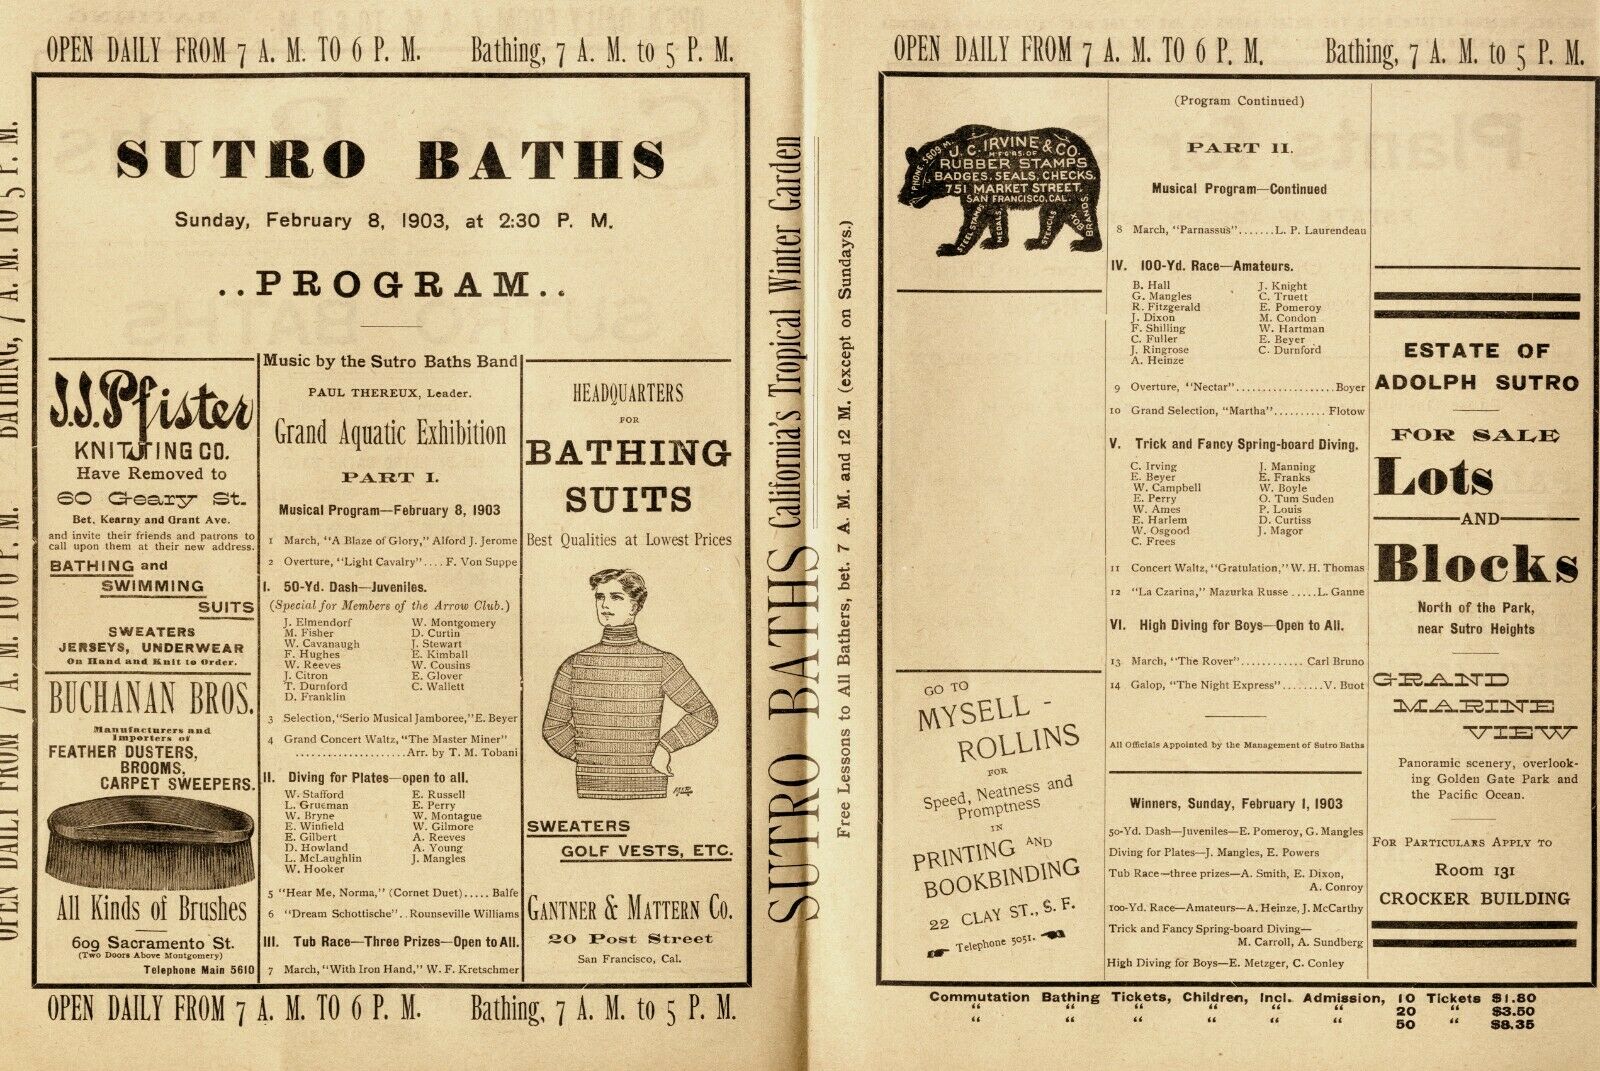 OPEN DAILY FROM 7 A. M. TO 6 P. M. Bathing, 7 A. M. to 5 P. M.
SUTRO BATHS
Sunday, February 8, 1903, at 2:30 P. M.
..PROGRAM..
J.J. Pfister
KNITTING CO.
Have Removed to
60 Geary St.
Bet. Kearny and Grant Ave.
and invite their friends and patrons to
call upon them at their new address.
BATHING and
SWIMMING
SUITS
SWEATERS
JERSEYS, UNDERWEAR
On Hand and Knit to Order.
BUCHANAN BROS.
Manufacturers and
Importers of
FEATHER DUSTERS,
BROOMS,
CARPET SWEEPERS.
All Kinds of Brushes
609 Sacramento St.
(Two Doors Above Montgomery)
Telephone Main 5610
Music by the Sutro Baths Band
PAUL THEREUX, Leader.
Grand Aquatic Exhibition
PART I.
Musical Program—February 8, 1903
1 March, "A Blaze of Glory," Alford J. Jerome
2 Overture, "Light Cavalry".... F. Von Suppe
I. 50-Yd. Dash—Juveniles.
(Special for Members of the Arrow Club.)
J. Elmendorf W. Montgomery
M. Fisher D. Curtin
W. Cavanaugh J. Stewart
F. Hughes E. Kimball
W. Reeves W. Cousins
J. Citron E. Glover
T. Durnford C. Wallett
D. Franklin
3 Selection, "Serio Musical Jamboree," E. Beyer
4 Grand Concert Waltz, "The Master Miner"
......................Arr. by T. M. Tobani
II. Diving for Plates—open to all.
W. Stafford E. Russell
L. Grueman E. Perry
W. Bryne W. Montague
E. Winfield W. Gilmore
E. Gilbert A. Reeves
D. Howland A. Young
L. McLaughlin J. Mangles
W. Hooker
5 "Hear Me, Norma," (Cornet Duet)..... Balfe
6 "Dream Schottische".. Rounseville Williams
III. Tub Race—Three Prizes—Open to All.
7 March, "With Iron Hand," W. F. Kretschmer
HEADQUARTERS
FOR
BATHING
SUITS
Best Qualities at Lowest Prices
SWEATERS
GOLF VESTS, ETC.
GANTNER & MATTERN CO.
20 Post Street
San Francisco, Cal.
OPEN DAILY FROM 7 A. M. TO 6 P. M. Bathing, 7 A. M. to 5 P. M.
OPEN DAILY FROM 7 A. M. TO 6 P. M. BATHING, 7 A. M. TO 5 P. M.
SUTRO BATHS California's Tropical Winter Garden
Free Lessons to All Bathers, bet. 7 A. M. and 12 M. (except on Sundays.)
OPEN DAILY FROM 7 A. M. TO 6 P. M. Bathing, 7 A. M. to 5 P. M.
PHONE 5609 M.
J. C. IRVINE & CO.
M'F'GRS. OF
RUBBER STAMPS
BADGES, SEALS, CHECKS,
751 MARKET STREET.
SAN FRANCISCO, CAL.
STEEL STAMPS
MEDALS,
STENCILS
BOX BRANDS.
GO TO
MYSELL-
ROLLINS
FOR
Speed, Neatness and
Promptness
IN
PRINTING AND
BOOKBINDING
22 CLAY ST., S. F.
Telephone 5051.
(Program Continued)
PART II.
Musical Program—Continued
8 March, "Parnassus".......L. P. Laurendeau
IV. 100-Yd. Race—Amateurs.
B. Hall J. Knight
G. Mangles C. Truett
R. Fitzgerald E. Pomeroy
J. Dixon M. Condon
F. Shilling W. Hartman
C. Fuller E. Beyer
J. Ringrose C. Durnford
A. Heinze
9 Overture, "Nectar"..................Boyer
10 Grand Selection, "Martha".......... Flotow
V. Trick and Fancy Spring-board Diving.
C. Irving J. Manning
E. Beyer E. Franks
W. Campbell W. Boyle
E. Perry O. Tum Suden
W. Ames P. Louis
E. Harlem D. Curtiss
W. Osgood J. Magor
C. Frees
11 Concert Waltz, "Gratulation," W. H. Thomas
12 "La Czarina," Mazurka Russe .....L. Ganne
VI. High Diving for Boys—Open to All.
13 March, "The Rover"........... Carl Bruno
14 Galop, "The Night Express"........V. Buot
All Officials Appointed by the Management of Sutro Baths
Winners, Sunday, February 1, 1903
50-Yd. Dash—Juveniles—E. Pomeroy, G. Mangles
Diving for Plates—J. Mangles, E. Powers
Tub Race—three prizes—A. Smith, E. Dixon,
A. Conroy
100-Yd. Race—Amateurs—A. Heinze, J. McCarthy
Trick and Fancy Spring-board Diving—
M. Carroll, A. Sundberg
High Diving for Boys—E. Metzger, C. Conley
ESTATE OF
ADOLPH SUTRO
FOR SALE
Lots
AND
Blocks
North of the Park,
near Sutro Heights
GRAND
MARINE
VIEW
Panoramic scenery, overlook-
ing Golden Gate Park and
the Pacific Ocean.
FOR PARTICULARS APPLY TO
Room 131
CROCKER BUILDING
Commutation Bathing Tickets, Children, Incl. Admission, 10 Tickets $1.80
" " " " " " 20 " $3.50
" " " " " " 50 " $8.35